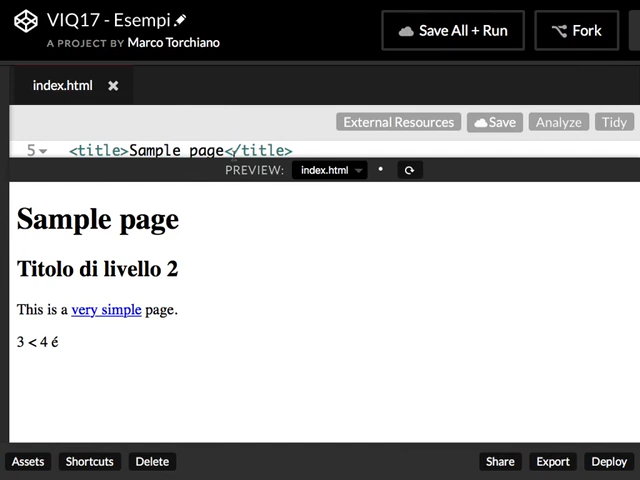 VIQ17 - Esempi
A PROJECT BY Marco Torchiano
Save All + Run
Fork
index.html
External Resources
Save
Analyze
Tidy
5 <title>Sample page</title>
PREVIEW: index.html
Sample page
Titolo di livello 2
This is a very simple page.
3 < 4 é
Assets Shortcuts Delete
Share Export Deploy